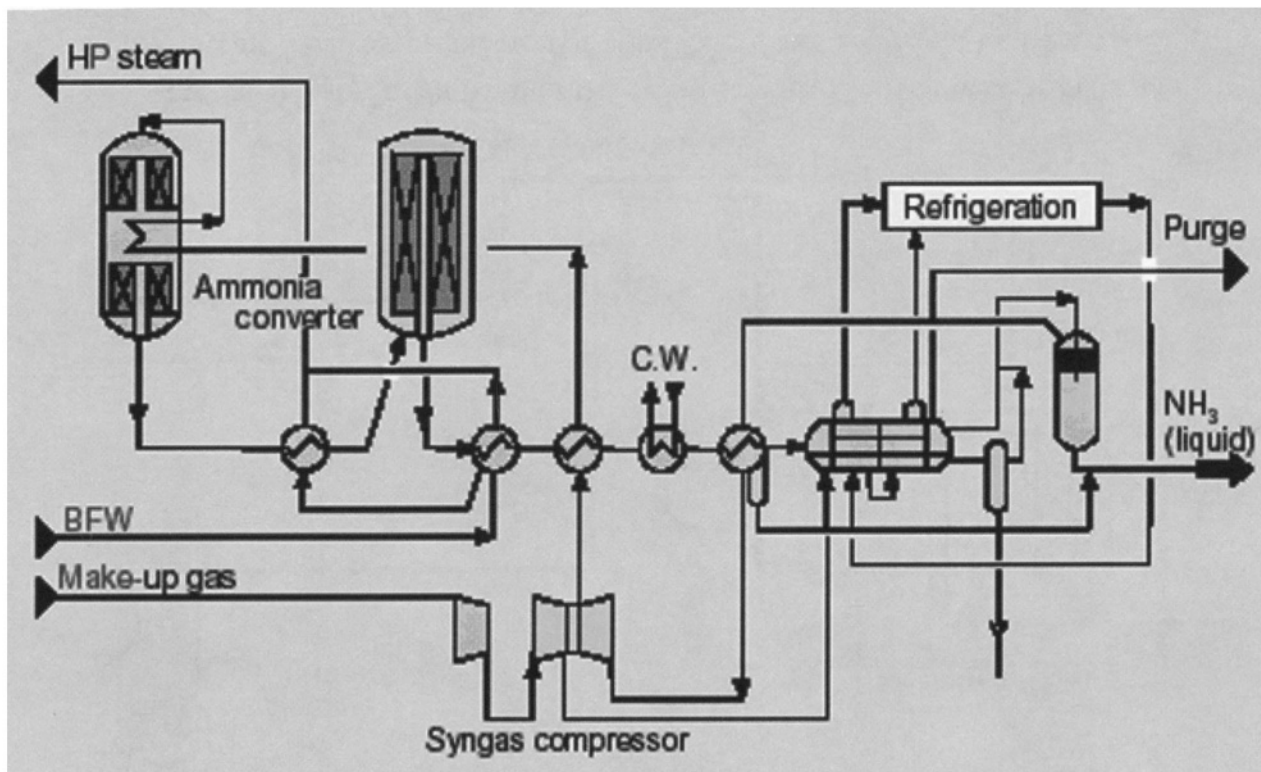 HP steam
Refrigeration
Purge
Ammonia
converter
C.W.
NH₃
(liquid)
BFW
Make-up gas
Syngas compressor